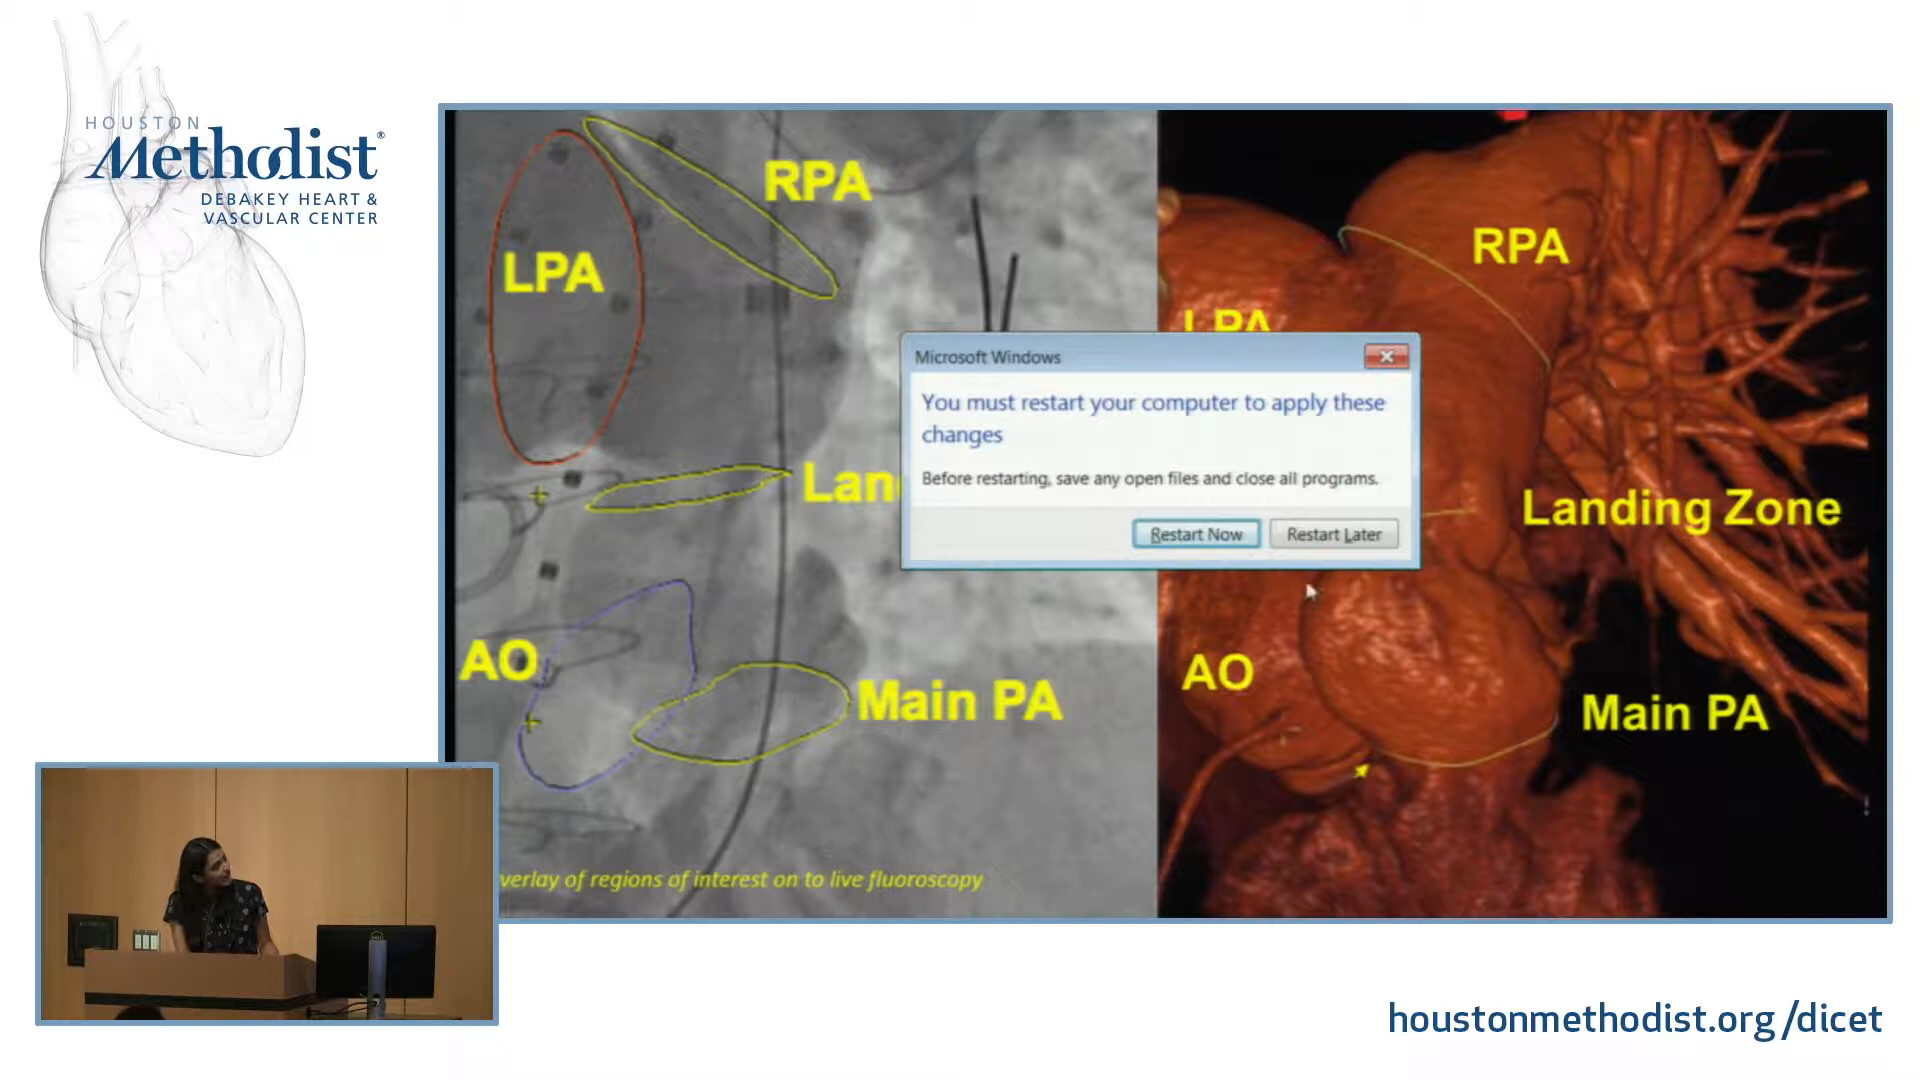 HOUSTON
Methodist®
DEBAKEY HEART &
VASCULAR CENTER
RPA
LPA
AO
Main PA
verlay of regions of interest on to live fluoroscopy
RPA
LPA
Landing Zone
AO
Main PA
Microsoft Windows
You must restart your computer to apply these
changes
Before restarting, save any open files and close all programs.
Restart Now
Restart Later
Lan
houstonmethodist.org/dicet